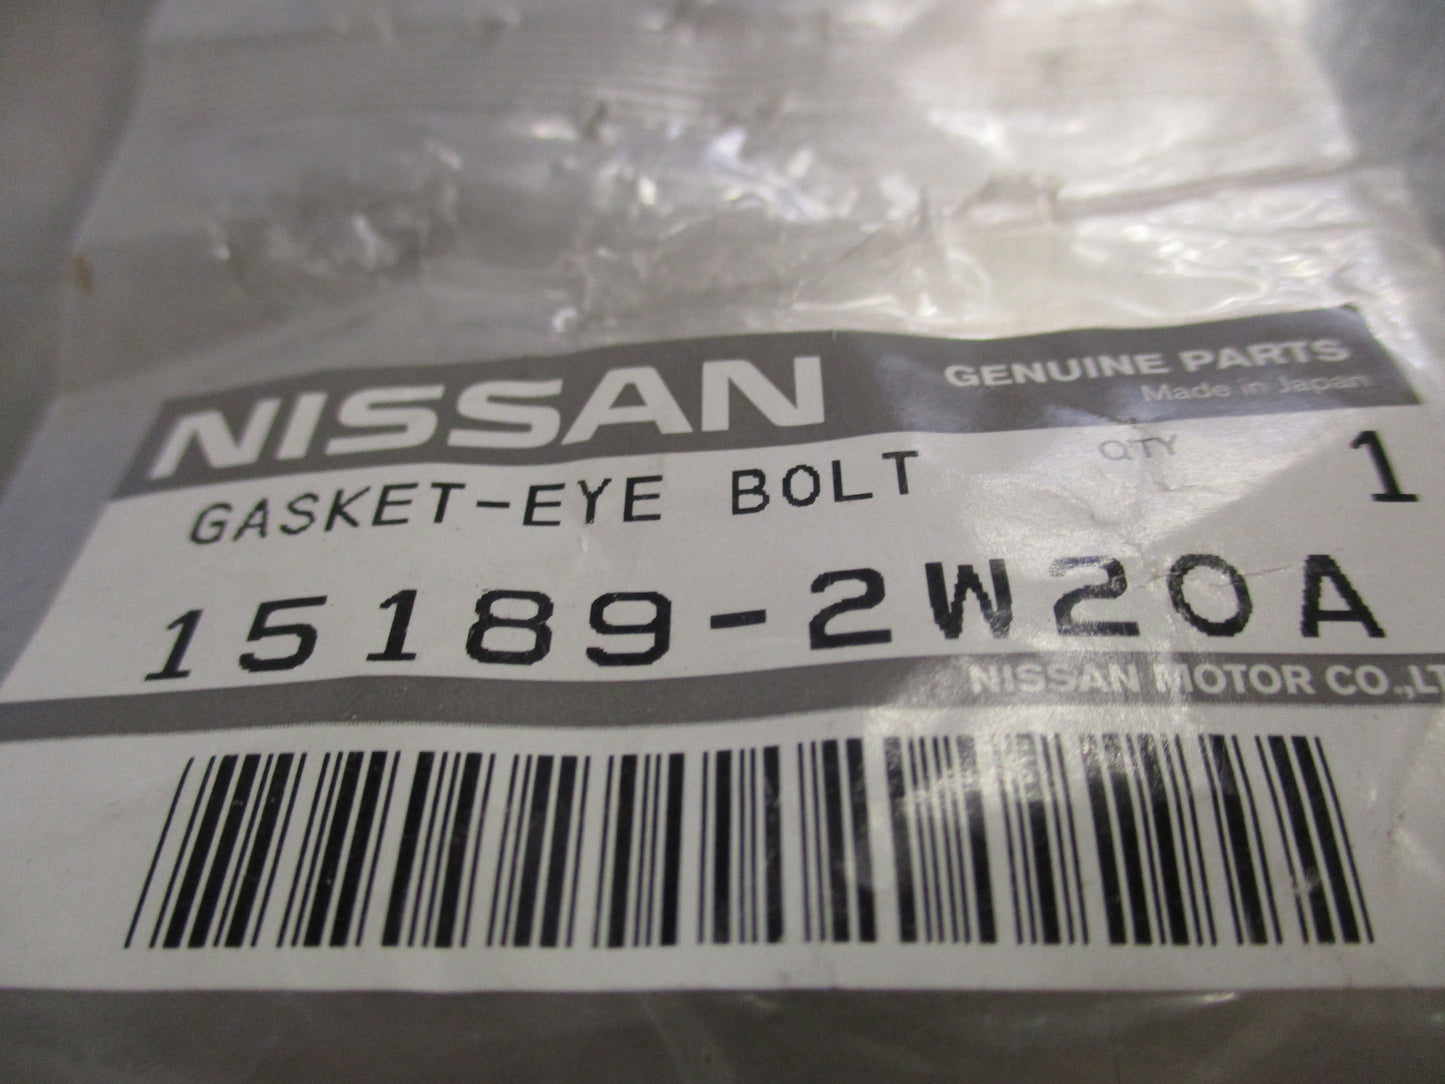 NISSAN
GENUINE PARTS
Made in Japan
GASKET-EYE BOLT
QTY 1
15189-2W20A
NISSAN MOTOR CO.,LT